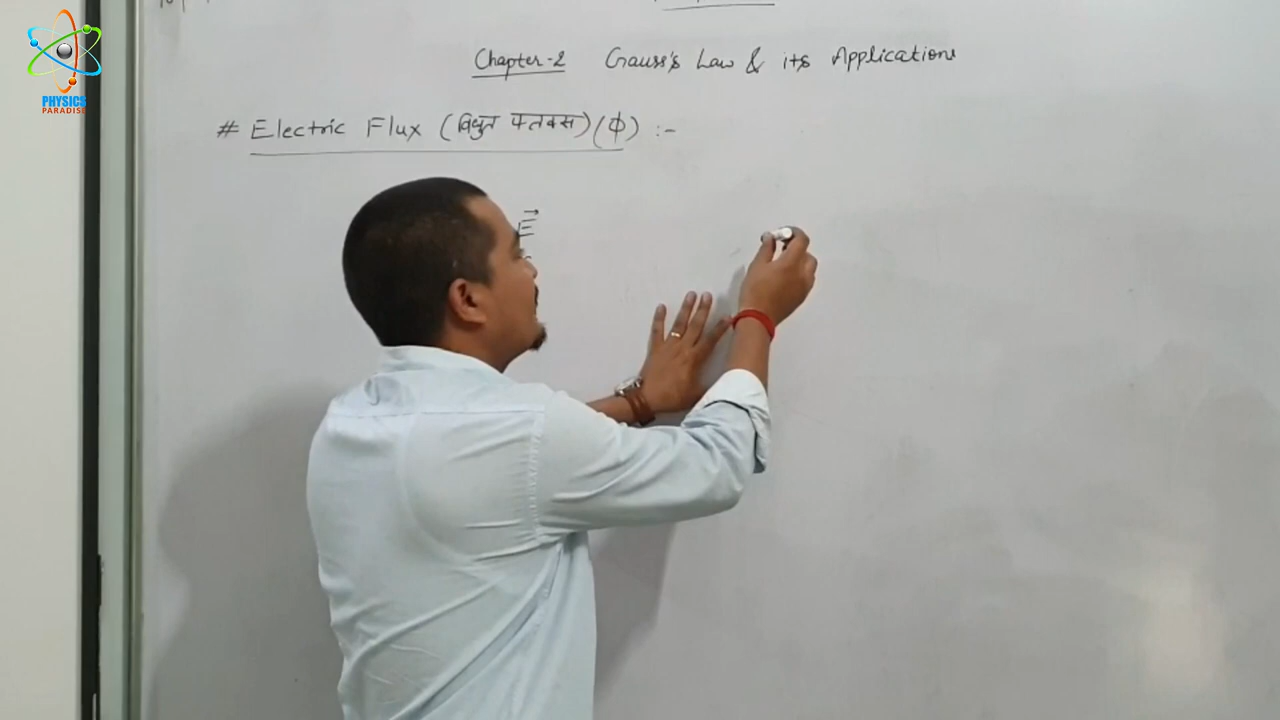 PHYSICS
PARADISE
Chapter-2 Gauss's Law & its Applications
# Electric Flux (विधुत फ्लक्स) (ϕ) :-
E⃗